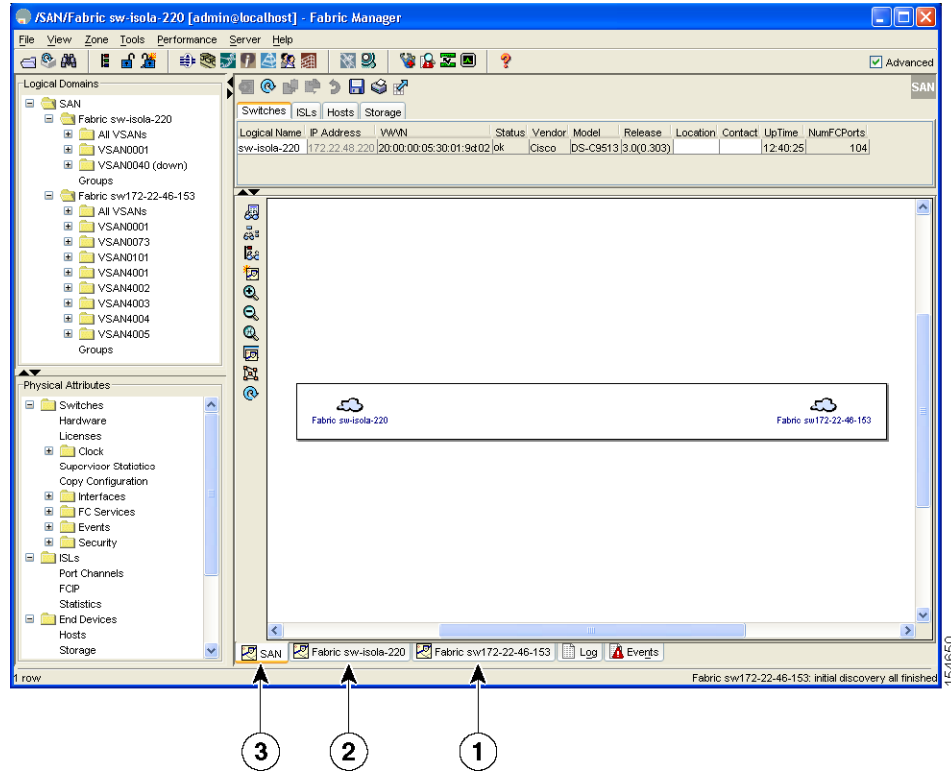 /SAN/Fabric sw-isola-220 [admin@localhost] - Fabric Manager
File View Zone Tools Performance Server Help
Advanced
Logical Domains
SAN
Fabric sw-isola-220
All VSANs
VSAN0001
VSAN0040 (down)
Groups
Fabric sw172-22-46-153
All VSANs
VSAN0001
VSAN0073
VSAN0101
VSAN4001
VSAN4002
VSAN4003
VSAN4004
VSAN4005
Groups
Physical Attributes
Switches
Hardware
Licenses
Clock
Supervisor Statistics
Copy Configuration
Interfaces
FC Services
Events
Security
ISLs
Port Channels
FCIP
Statistics
End Devices
Hosts
Storage
SAN
Switches ISLs Hosts Storage
Logical Name IP Address WWN Status Vendor Model Release Location Contact UpTime NumFCPorts
sw-isola-220 172.22.48.220 20:00:00:05:30:01:9d:02 ok Cisco DS-C9513 3.0(0.303) 12:40:25 104
Fabric sw-isola-220 Fabric sw172-22-46-153
SAN Fabric sw-isola-220 Fabric sw172-22-46-153 Log Events
1 row Fabric sw172-22-46-153: initial discovery all finished
154650
3 2 1